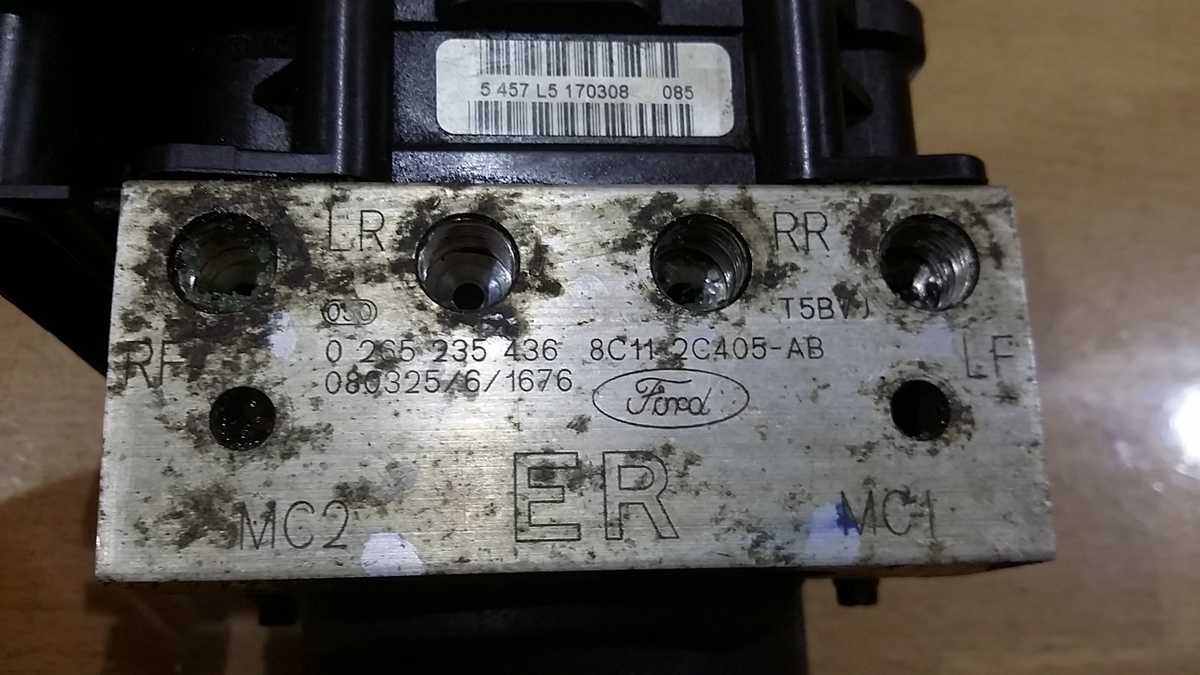 5 457 L5 170308 085
LR RR
030 T5BVJ
0 265 235 436 8C11-2C405-AB
RF LF
080325/6/1676 Ford
ER
MC2 MC1